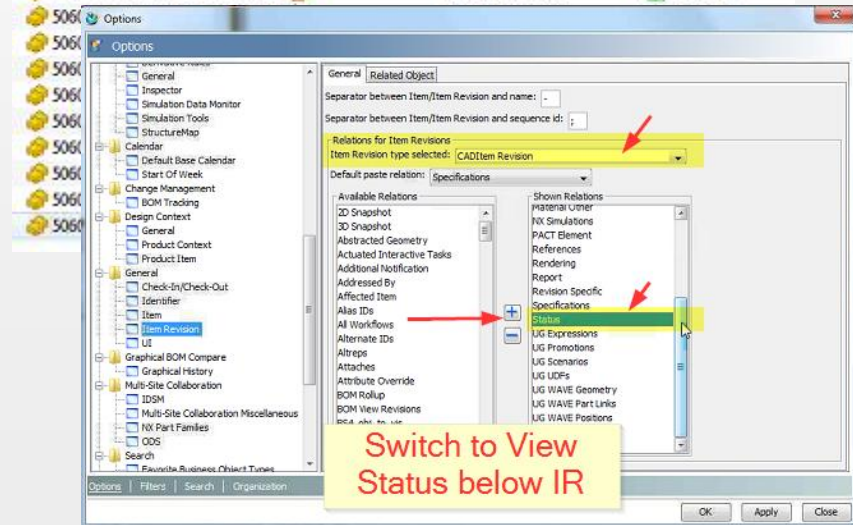 Options
Options
General
Inspector
Simulation Data Monitor
Simulation Tools
StructureMap
Calendar
Default Base Calendar
Start Of Week
Change Management
BOM Tracking
Design Context
General
Product Context
Product Item
General
Check-In/Check-Out
Identifier
Item
Item Revision
UI
Graphical BOM Compare
Graphical History
Multi-Site Collaboration
IDSM
Multi-Site Collaboration Miscellaneous
NX Part Families
ODS
Search
Favorite Business Object Types
Options | Filters | Search | Organization
General Related Object
Separator between Item/Item Revision and name: -
Separator between Item/Item Revision and sequence id: ;
Relations for Item Revisions
Item Revision type selected: CADItem Revision
Default paste relation: Specifications
Available Relations
2D Snapshot
3D Snapshot
Abstracted Geometry
Actuated Interactive Tasks
Additional Notification
Addressed By
Affected Item
Alias IDs
All Workflows
Alternate IDs
Altreps
Attaches
Attribute Override
BOM Rollup
BOM View Revisions
Shown Relations
Material Other
NX Simulations
PACT Element
References
Rendering
Report
Revision Specific
Specifications
Status
UG Expressions
UG Promotions
UG Scenarios
UG UDFs
UG WAVE Geometry
UG WAVE Part Links
UG WAVE Positions
Switch to View
Status below IR
OK Apply Close